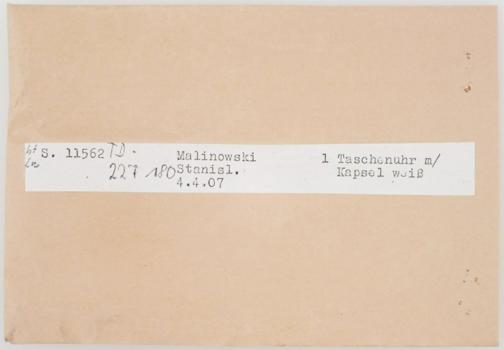 S. 11562 TD.
227 180
Malinowski
Stanisl.
4.4.07
1 Taschenuhr m/
Kapsel weiß